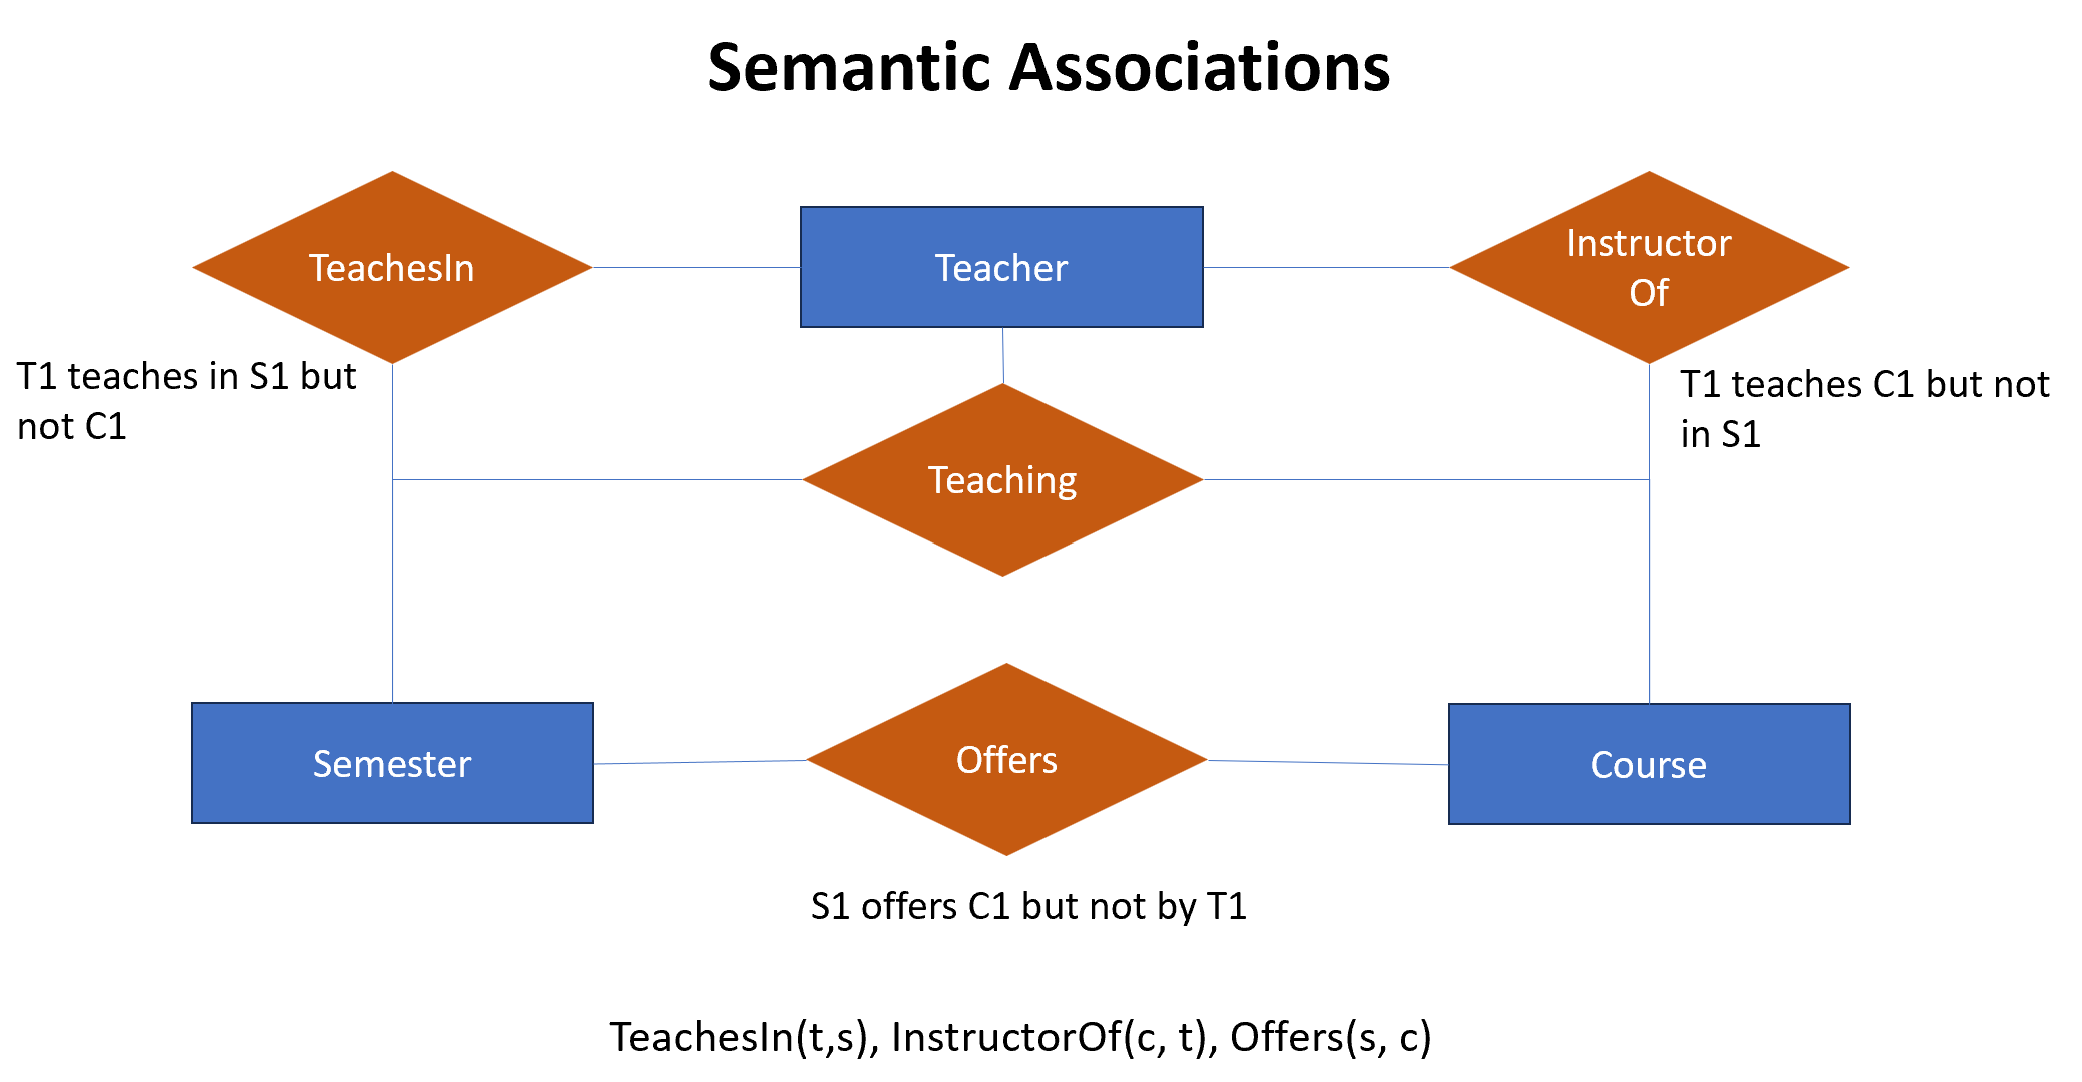 Semantic Associations
TeachesIn
Teacher
Instructor
Of
T1 teaches in S1 but
not C1
T1 teaches C1 but not
in S1
Teaching
Semester
Offers
Course
S1 offers C1 but not by T1
TeachesIn(t,s), InstructorOf(c, t), Offers(s, c)